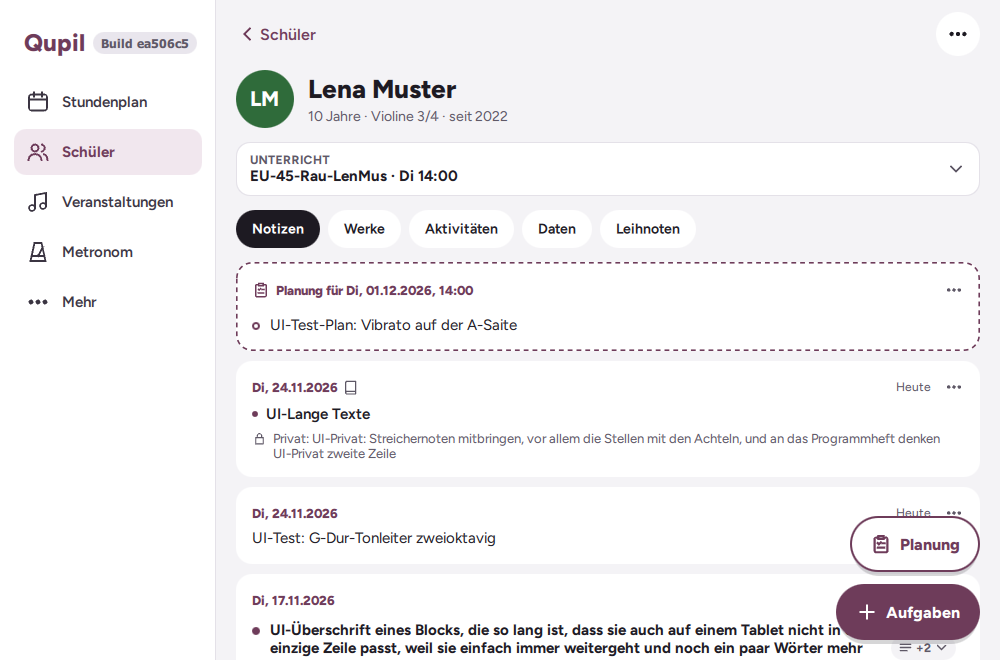 Qupil
Build ea506c5
Stundenplan
Schüler
Veranstaltungen
Metronom
Mehr
Schüler
LM
Lena Muster
10 Jahre · Violine 3/4 · seit 2022
UNTERRICHT
EU-45-Rau-LenMus · Di 14:00
Notizen
Werke
Aktivitäten
Daten
Leihnoten
Planung für Di, 01.12.2026, 14:00
UI-Test-Plan: Vibrato auf der A-Saite
Di, 24.11.2026
Heute
UI-Lange Texte
Privat: UI-Privat: Streichernoten mitbringen, vor allem die Stellen mit den Achteln, und an das Programmheft denken
UI-Privat zweite Zeile
Di, 24.11.2026
Heute
UI-Test: G-Dur-Tonleiter zweioktavig
Planung
Di, 17.11.2026
Aufgaben
UI-Überschrift eines Blocks, die so lang ist, dass sie auch auf einem Tablet nicht in
einzige Zeile passt, weil sie einfach immer weitergeht und noch ein paar Wörter mehr
+2